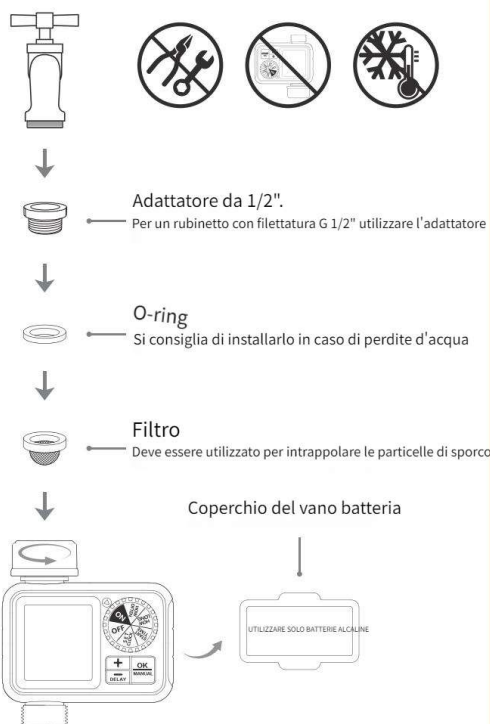 Adattatore da 1/2".
Per un rubinetto con filettatura G 1/2" utilizzare l'adattatore
O-ring
Si consiglia di installarlo in caso di perdite d'acqua
Filtro
Deve essere utilizzato per intrappolare le particelle di sporco
Coperchio del vano batteria
UTILIZZARE SOLO BATTERIE ALCALINE
ON
OFF
+
-
DELAY
OK
MANUAL